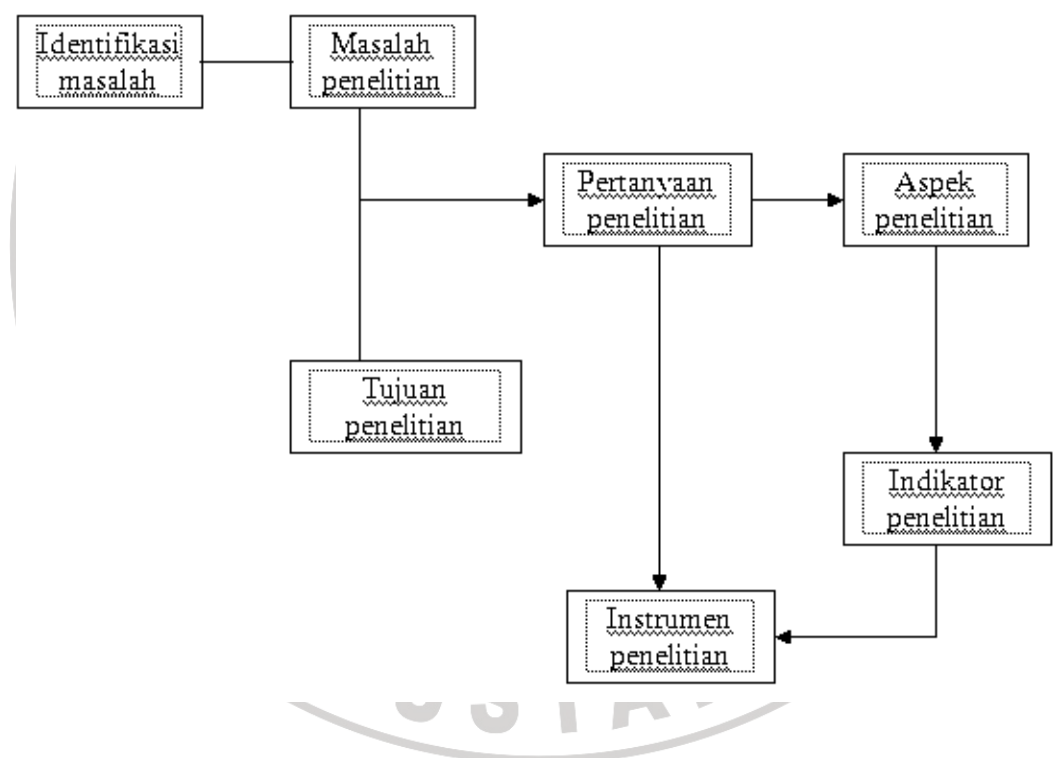 Identifikasi
masalah
Masalah
penelitian
Pertanyaan
penelitian
Aspek
penelitian
Tujuan
penelitian
Indikator
penelitian
Instrumen
penelitian